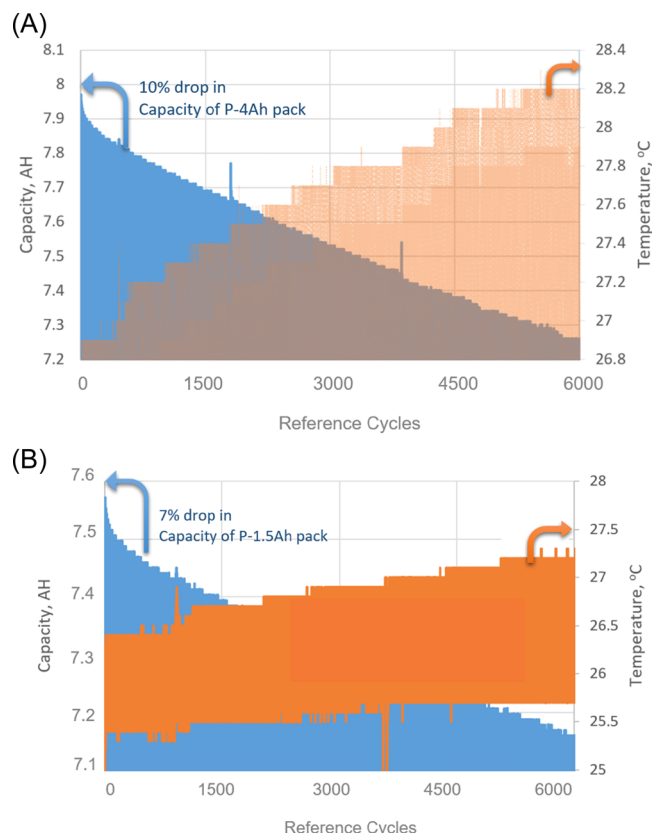 (A)
8.1
8
7.9
7.8
7.7
7.6
7.5
7.4
7.3
7.2
Capacity, AH
10% drop in
Capacity of P-4Ah pack
28.4
28.2
28
27.8
27.6
27.4
27.2
27
26.8
Temperature, ºC
0 1500 3000 4500 6000
Reference Cycles
(B)
7.6
7.5
7.4
7.3
7.2
7.1
Capacity, AH
7% drop in
Capacity of P-1.5Ah pack
28
27.5
27
26.5
26
25.5
25
Temperature, ºC
0 1500 3000 4500 6000
Reference Cycles